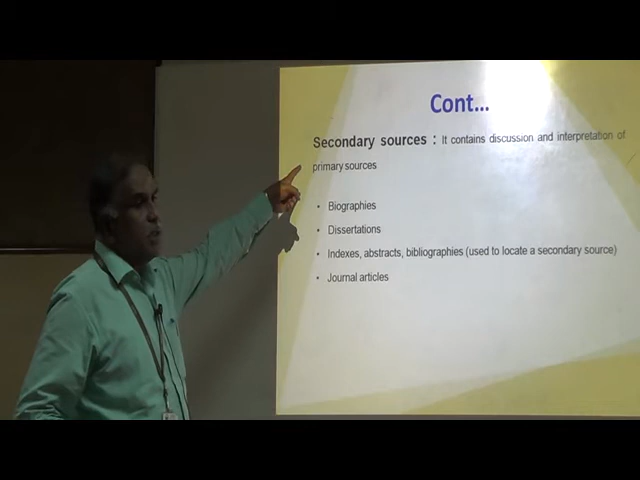 Cont...
Secondary sources : It contains discussion and interpretation of
primary sources
• Biographies
• Dissertations
• Indexes, abstracts, bibliographies (used to locate a secondary source)
• Journal articles